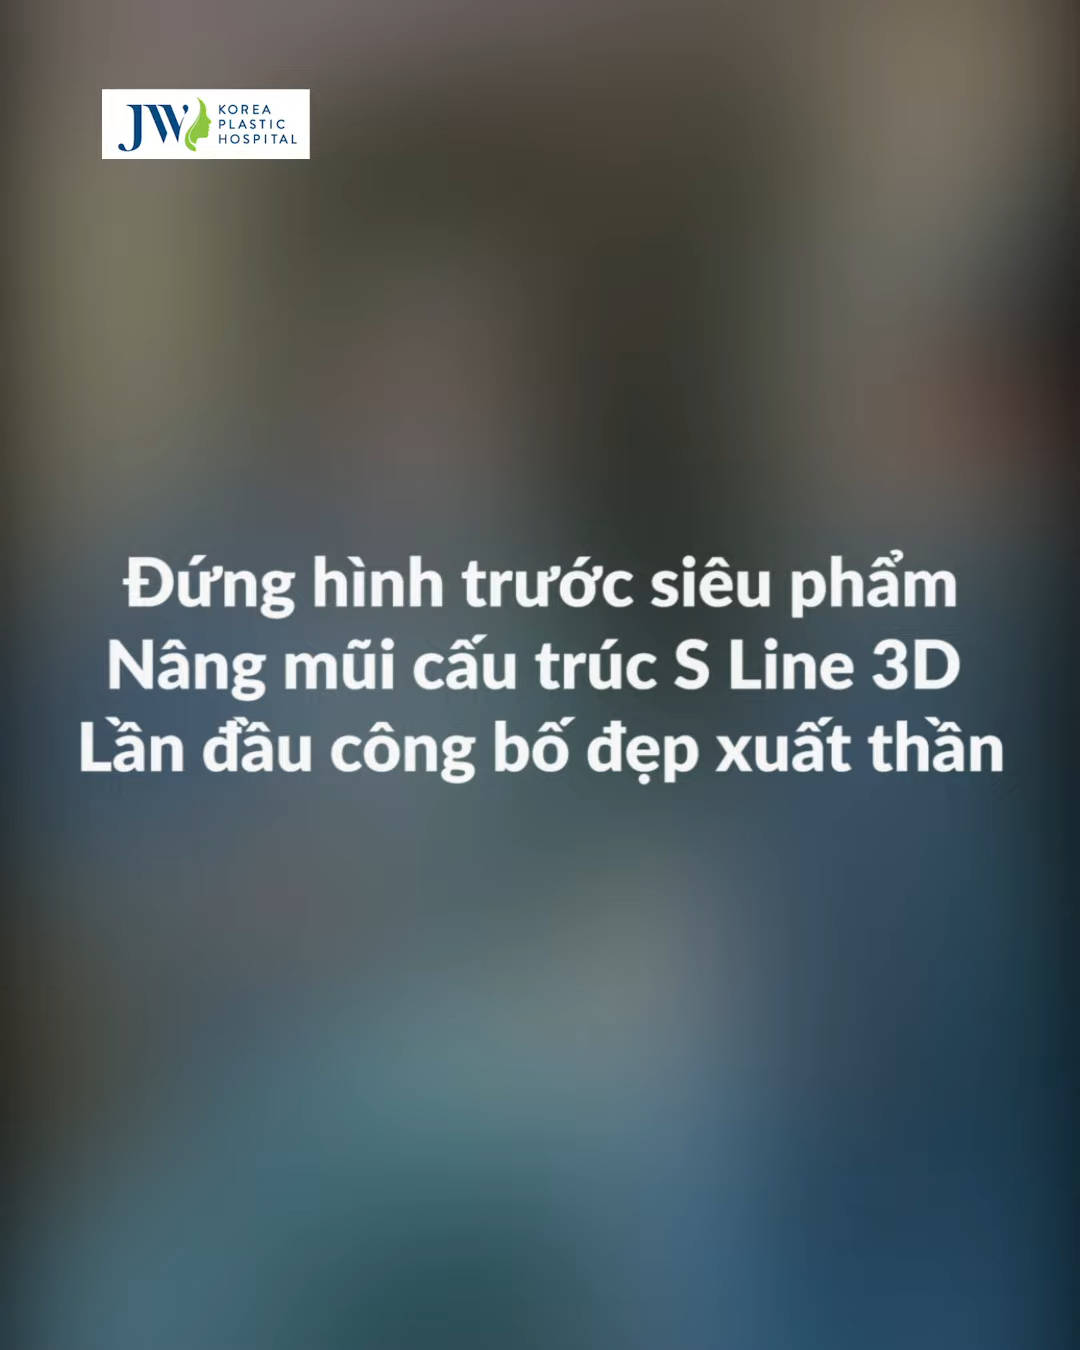 JW KOREA
PLASTIC
HOSPITAL
Đứng hình trước siêu phẩm
Nâng mũi cấu trúc S Line 3D
Lần đầu công bố đẹp xuất thần